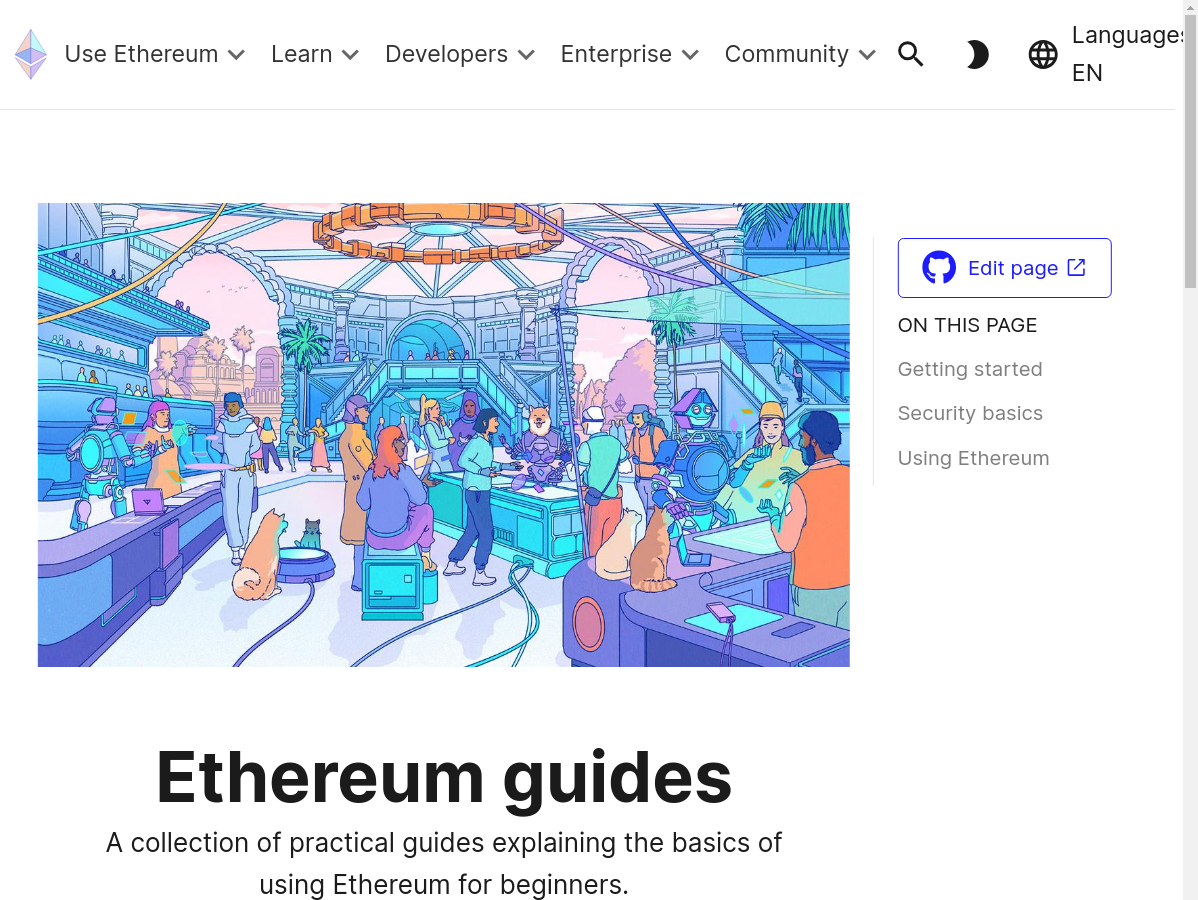 Use Ethereum
Learn
Developers
Enterprise
Community
Languages
EN
Edit page
ON THIS PAGE
Getting started
Security basics
Using Ethereum
Ethereum guides
A collection of practical guides explaining the basics of
using Ethereum for beginners.